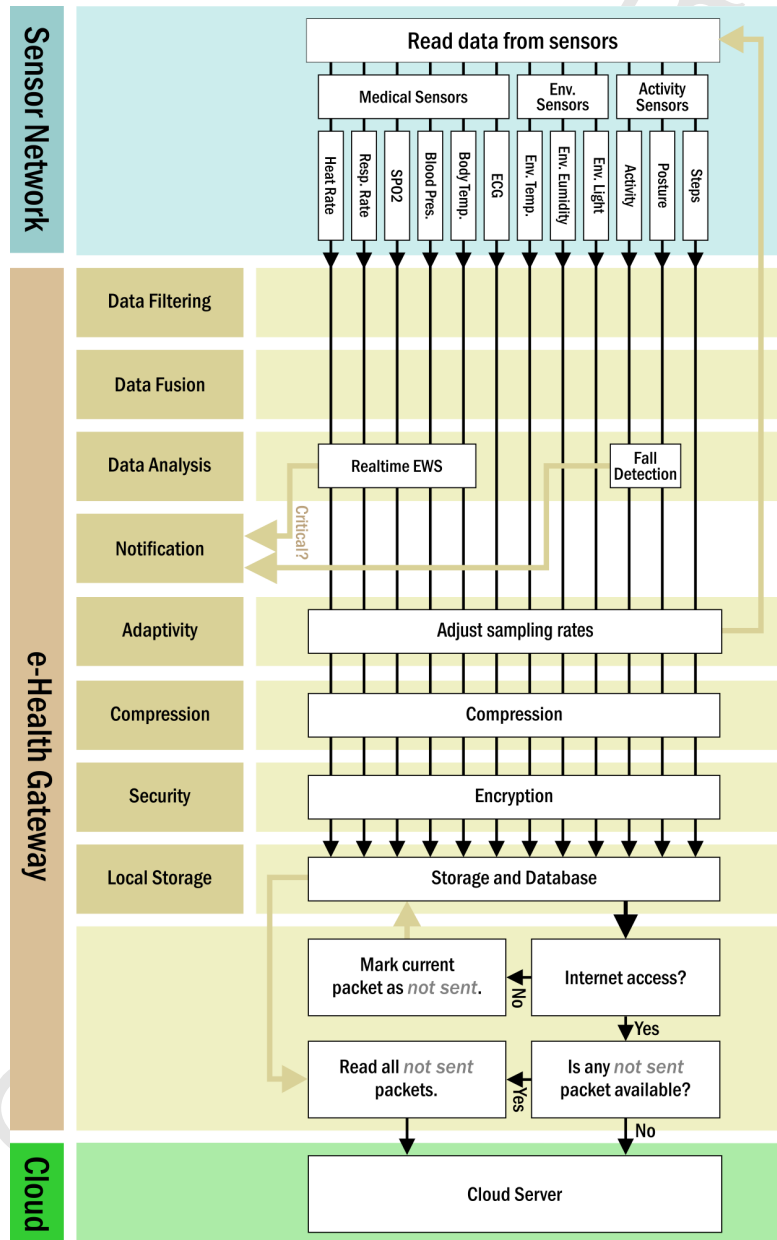 Sensor Network
Read data from sensors
Medical Sensors
Env.
Sensors
Activity
Sensors
Heat Rate
Resp. Rate
SPO2
Blood Pres.
Body Temp.
ECG
Env. Temp.
Env. Eumidity
Env. Light
Activity
Posture
Steps
e-Health Gateway
Data Filtering
Data Fusion
Data Analysis
Realtime EWS
Fall
Detection
Critical?
Notification
Adaptivity
Adjust sampling rates
Compression
Compression
Security
Encryption
Local Storage
Storage and Database
Mark current
packet as not sent.
No
Internet access?
Yes
Read all not sent
packets.
Yes
Is any not sent
packet available?
No
Cloud
Cloud Server